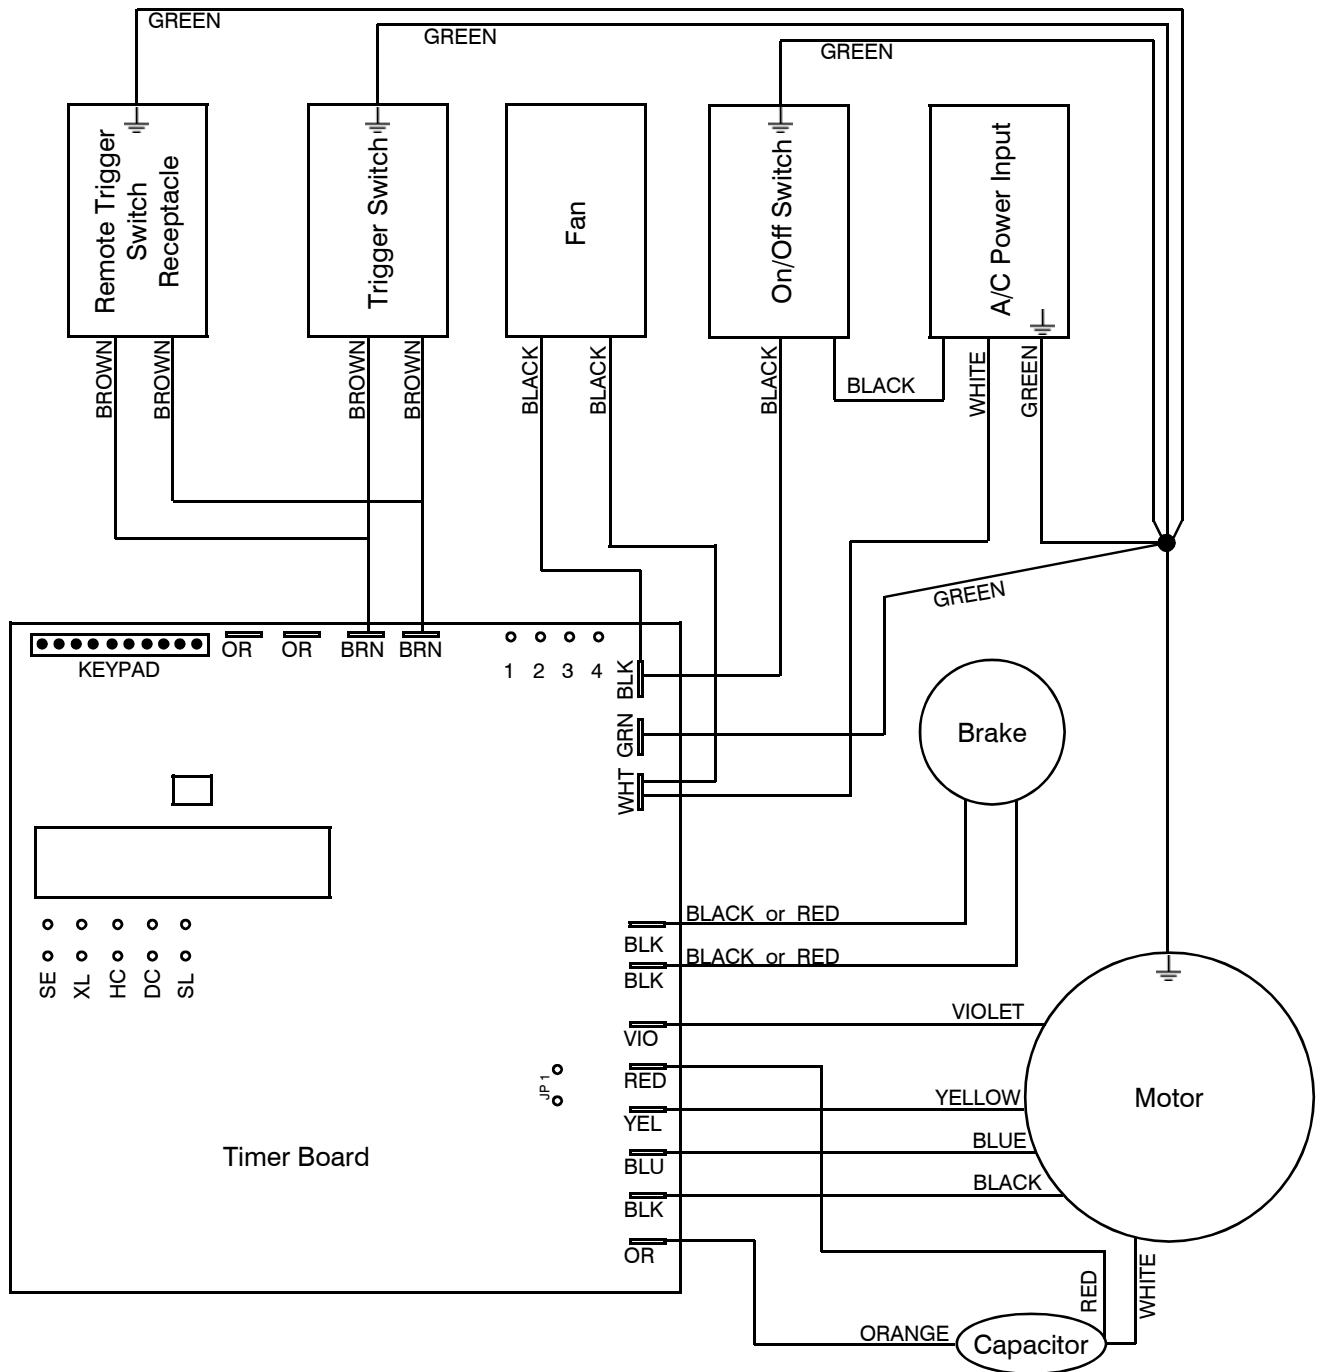 GREEN
GREEN
GREEN
Remote Trigger
Switch
Receptacle
Trigger Switch
Fan
On/Off Switch
A/C Power Input
BROWN
BROWN
BROWN
BROWN
BLACK
BLACK
BLACK
BLACK
WHITE
GREEN
GREEN
KEYPAD
OR
OR
BRN
BRN
1
2
3
4
BLK
GRN
WHT
Brake
SE
XL
HC
DC
SL
BLACK or RED
BLK
BLACK or RED
BLK
VIOLET
VIO
JP 1
RED
YELLOW
YEL
Motor
BLUE
BLU
Timer Board
BLACK
BLK
OR
RED
WHITE
ORANGE
Capacitor